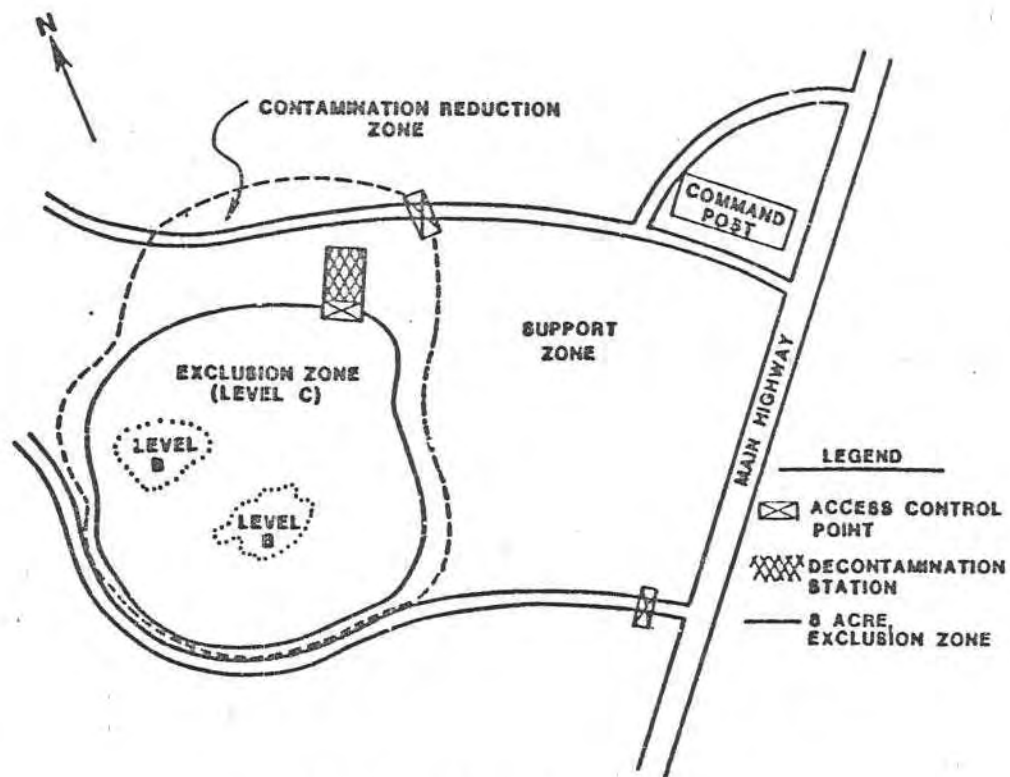 N
CONTAMINATION REDUCTION
ZONE
COMMAND
POST
SUPPORT
ZONE
EXCLUSION ZONE
(LEVEL C)
LEVEL
B
LEVEL
B
MAIN HIGHWAY
LEGEND
ACCESS CONTROL
POINT
DECONTAMINATION
STATION
8 ACRE,
EXCLUSION ZONE